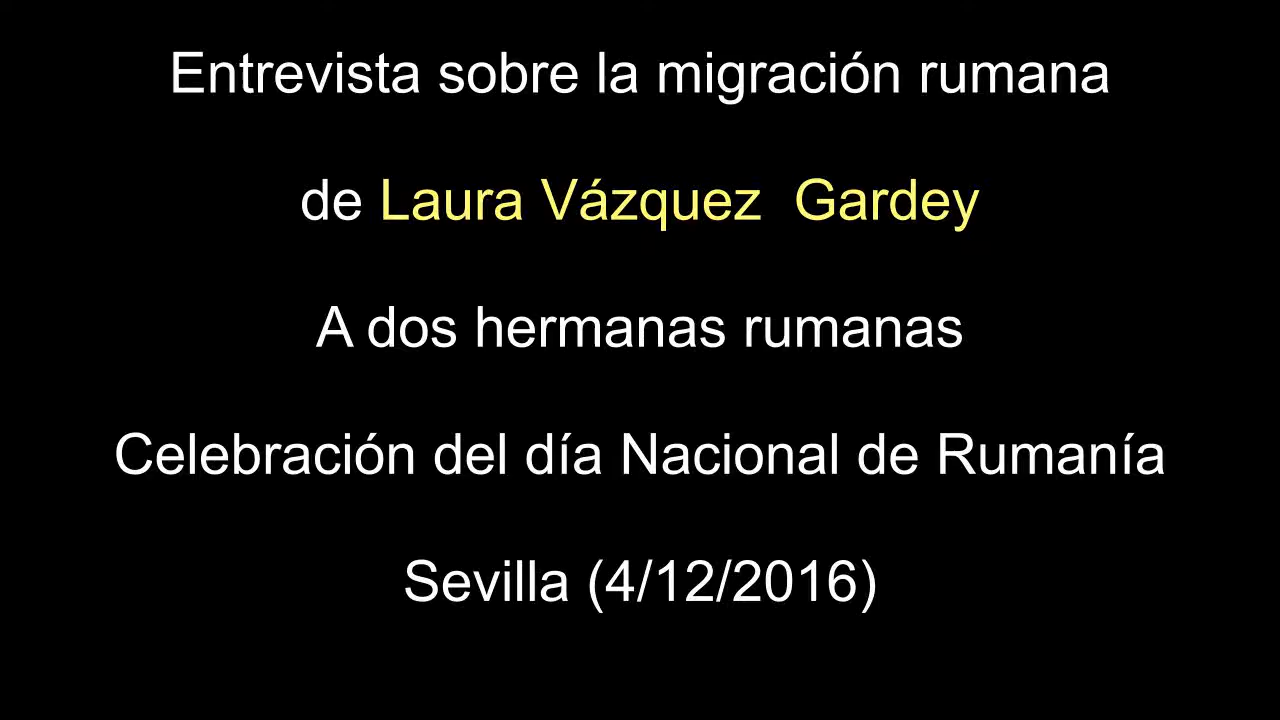 Entrevista sobre la migración rumana
de Laura Vázquez  Gardey
A dos hermanas rumanas
Celebración del día Nacional de Rumanía
Sevilla (4/12/2016)